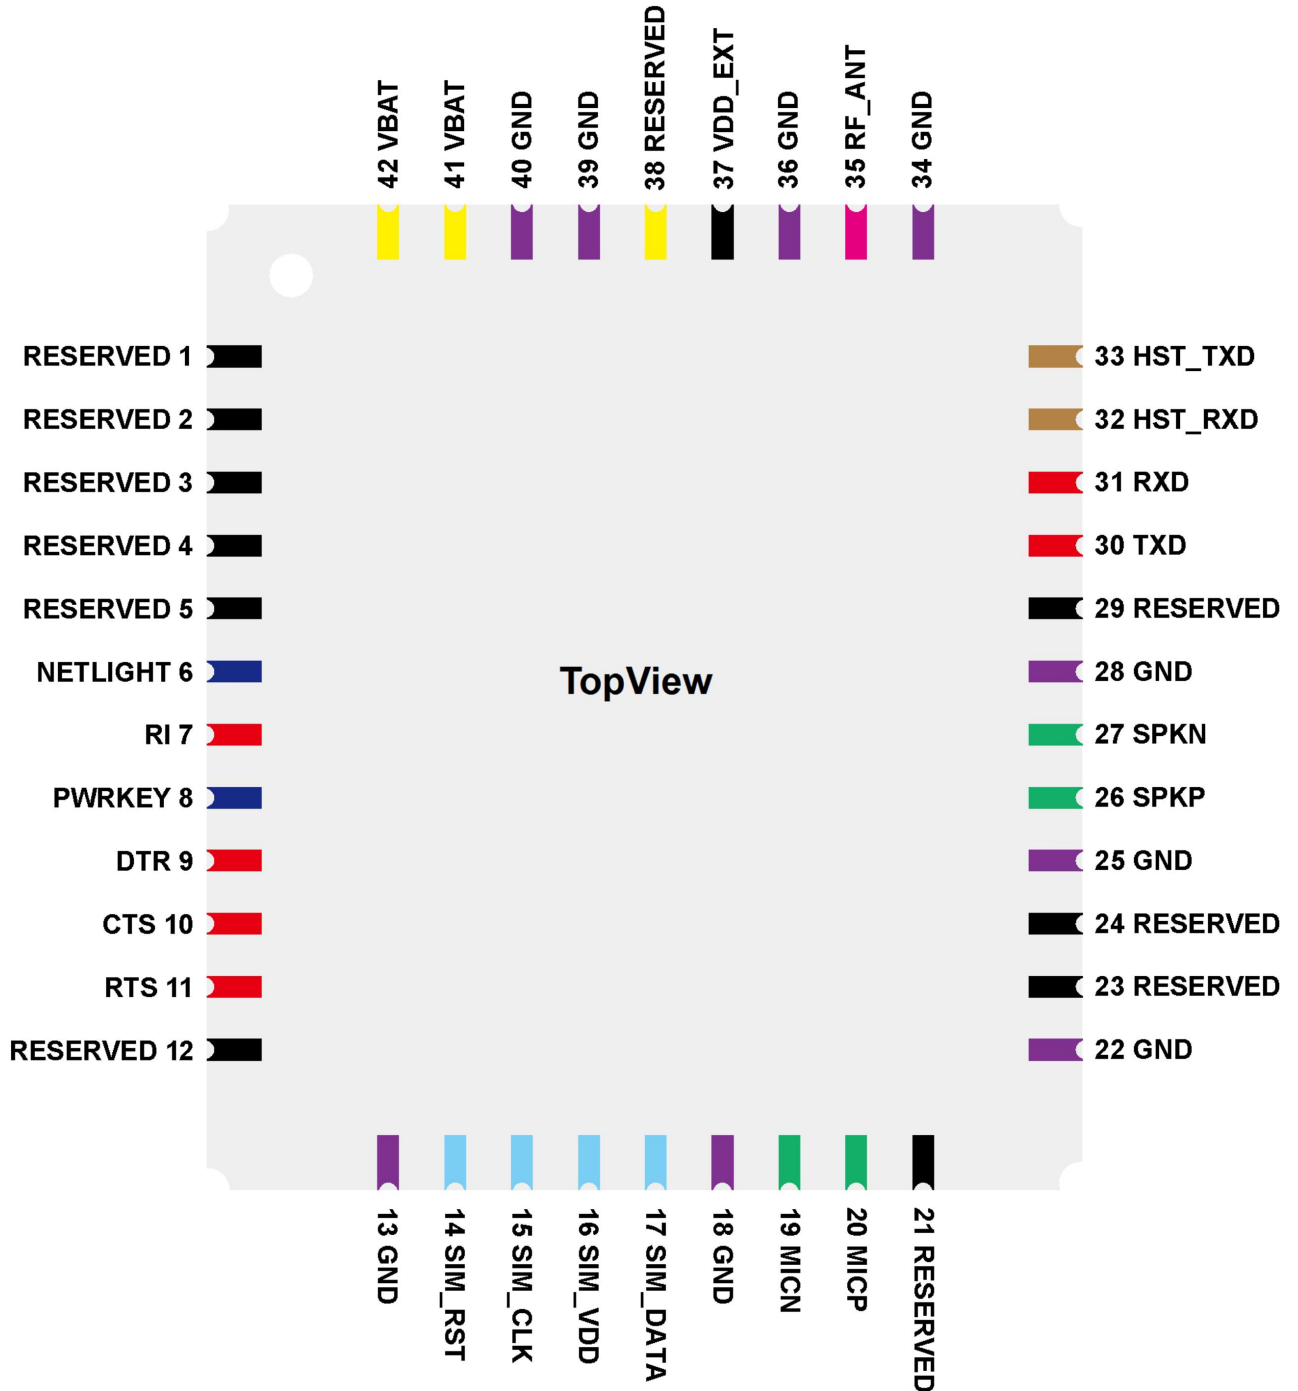 42 VBAT
41 VBAT
40 GND
39 GND
38 RESERVED
37 VDD_EXT
36 GND
35 RF_ANT
34 GND
RESERVED 1
RESERVED 2
RESERVED 3
RESERVED 4
RESERVED 5
NETLIGHT 6
RI 7
PWRKEY 8
DTR 9
CTS 10
RTS 11
RESERVED 12
TopView
33 HST_TXD
32 HST_RXD
31 RXD
30 TXD
29 RESERVED
28 GND
27 SPKN
26 SPKP
25 GND
24 RESERVED
23 RESERVED
22 GND
13 GND
14 SIM_RST
15 SIM_CLK
16 SIM_VDD
17 SIM_DATA
18 GND
19 MICN
20 MICP
21 RESERVED